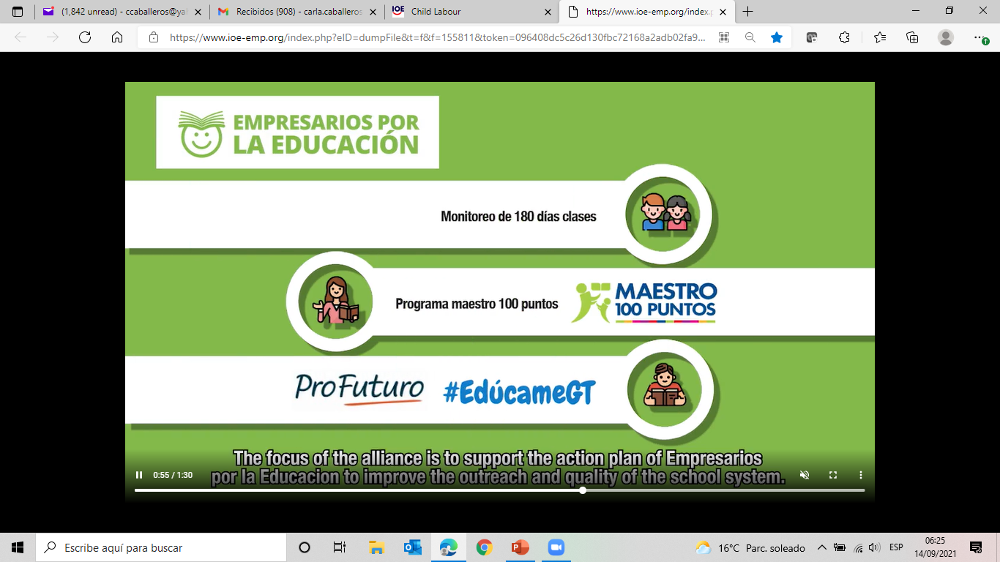 (1,842 unread) - ccaballeros@yal
Recibidos (908) - carla.caballeros
IOE
Child Labour
https://www.ioe-emp.org/index.p
https://www.ioe-emp.org/index.php?eID=dumpFile&t=f&f=155811&token=096408dc5c26d130fbc72168a2adb02fa9...
EMPRESARIOS POR
LA EDUCACIÓN
Monitoreo de 180 días clases
Programa maestro 100 puntos
MAESTRO
100 PUNTOS
ProFuturo
#EdúcameGT
The focus of the alliance is to support the action plan of Empresarios
por la Educacion to improve the outreach and quality of the school system.
0:55 / 1:30
Escribe aquí para buscar
16°C Parc. soleado
ESP
06:25
14/09/2021